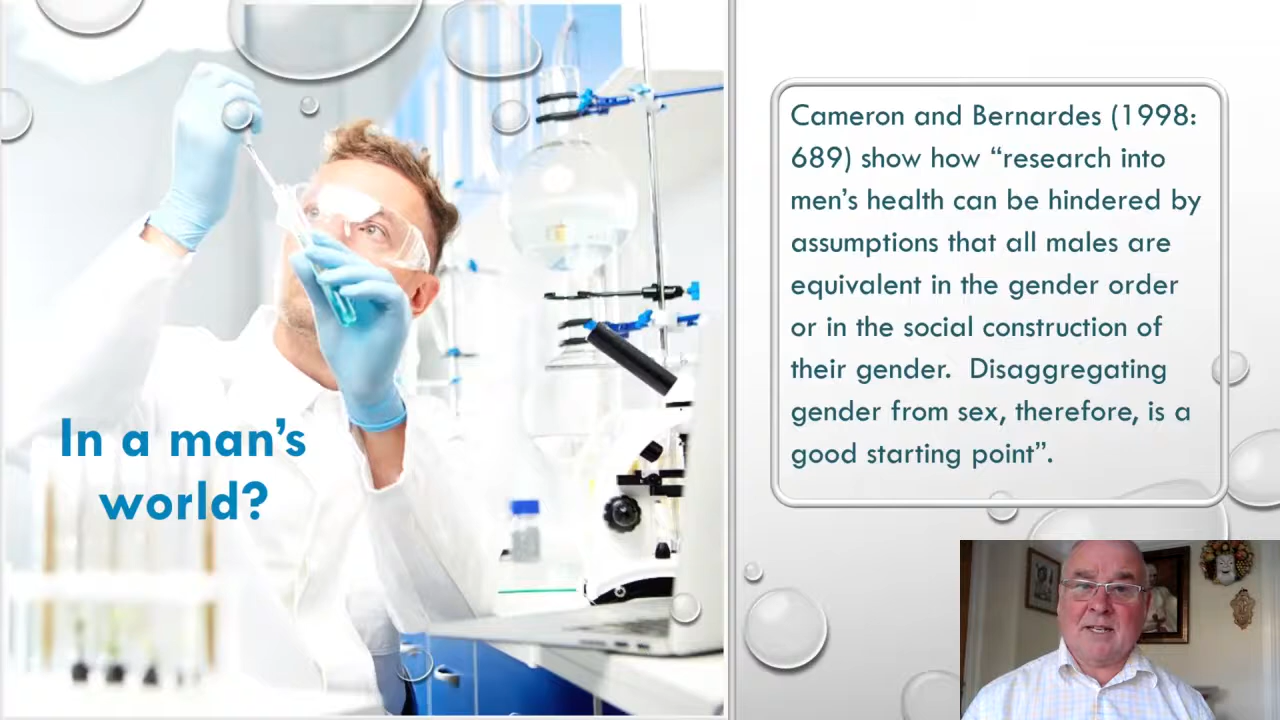 In a man’s
world?
Cameron and Bernardes (1998:
689) show how “research into
men’s health can be hindered by
assumptions that all males are
equivalent in the gender order
or in the social construction of
their gender.  Disaggregating
gender from sex, therefore, is a
good starting point”.